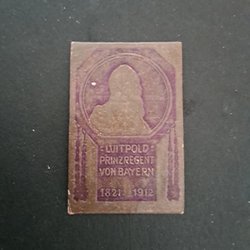 LUITPOLD
PRINZREGENT
VON BAYERN
1821 1912